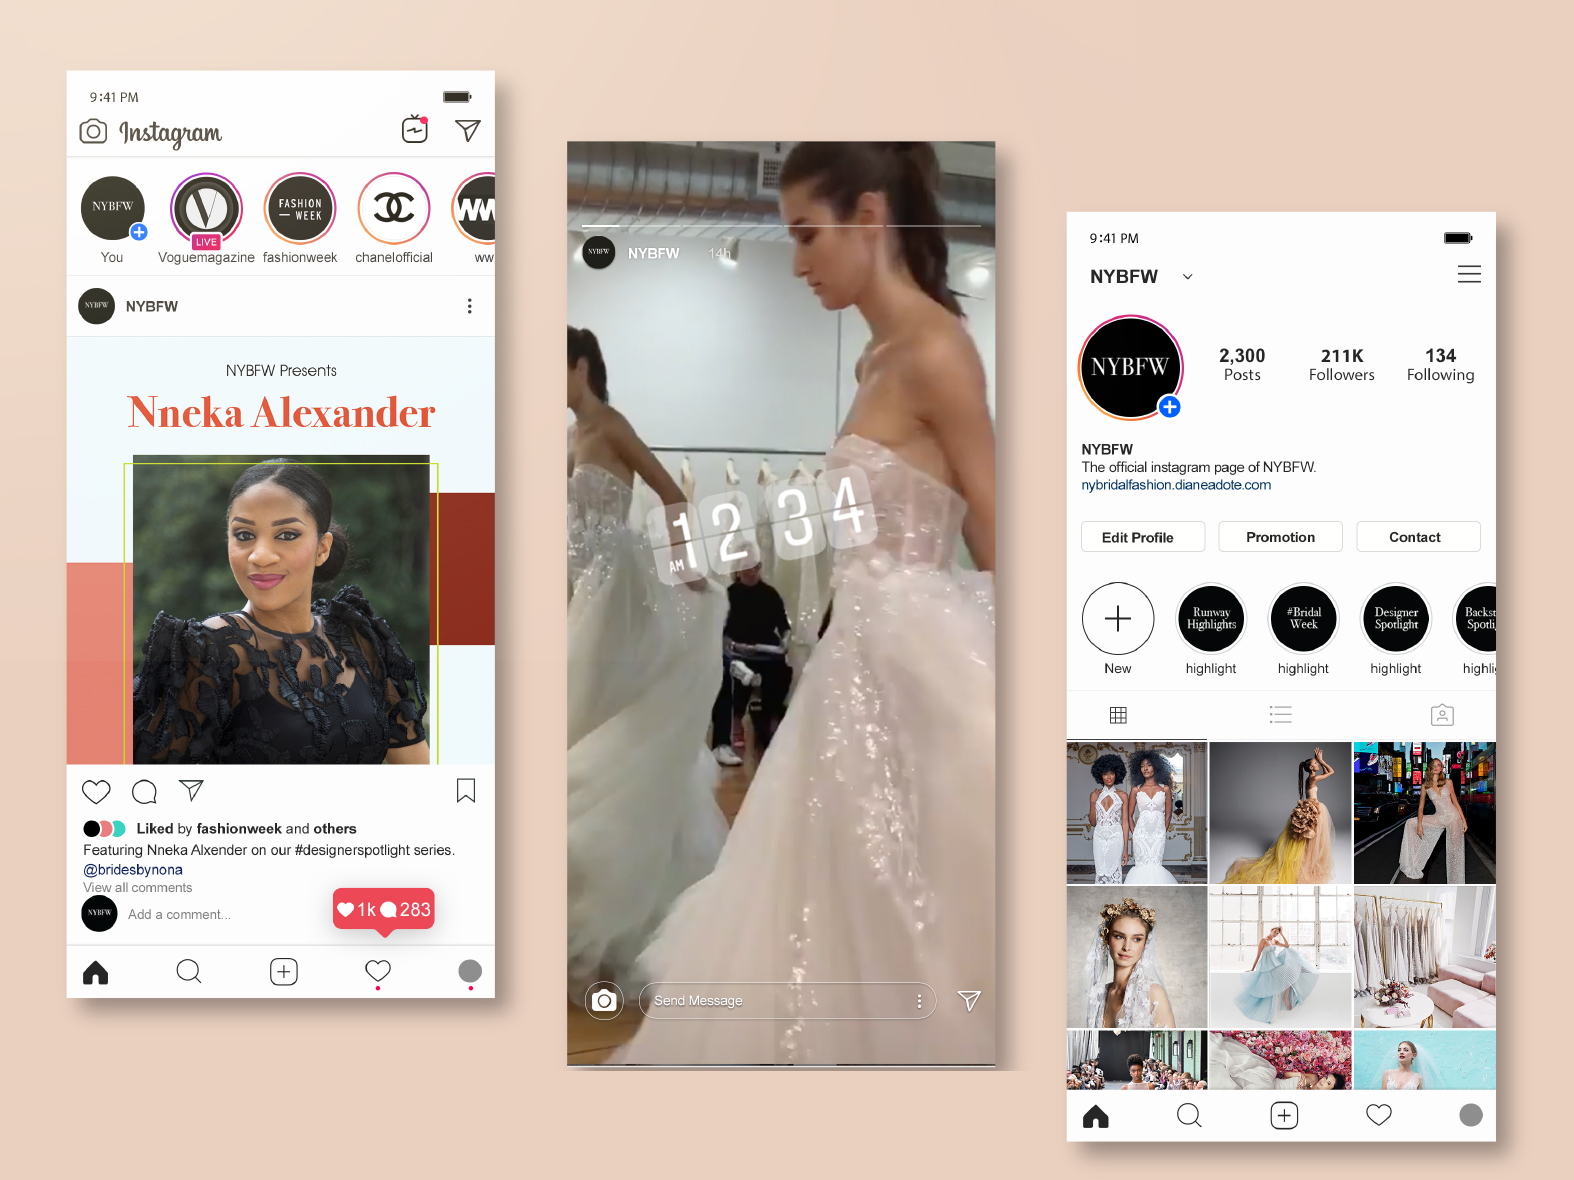 9:41 PM
Instagram
NYBFW
V
FASHION
— WEEK
LIVE
You
Voguemagazine
fashionweek
chanelofficial
ww
NYBFW
NYBFW
NYBFW Presents
Nneka Alexander
Liked by fashionweek and others
Featuring Nneka Alxender on our #designerspotlight series.
@bridesbynona
View all comments
NYBFW
Add a comment...
1k 283
NYBFW
NYBFW 14h
12 34
AM
Send Message
9:41 PM
NYBFW
NYBFW
2,300
Posts
211K
Followers
134
Following
NYBFW
The official instagram page of NYBFW.
nybridalfashion.dianeadote.com
Edit Profile
Promotion
Contact
Runway
Highlights
#Bridal
Week
Designer
Spotlight
Backst
Spotli
New
highlight
highlight
highlight
highli